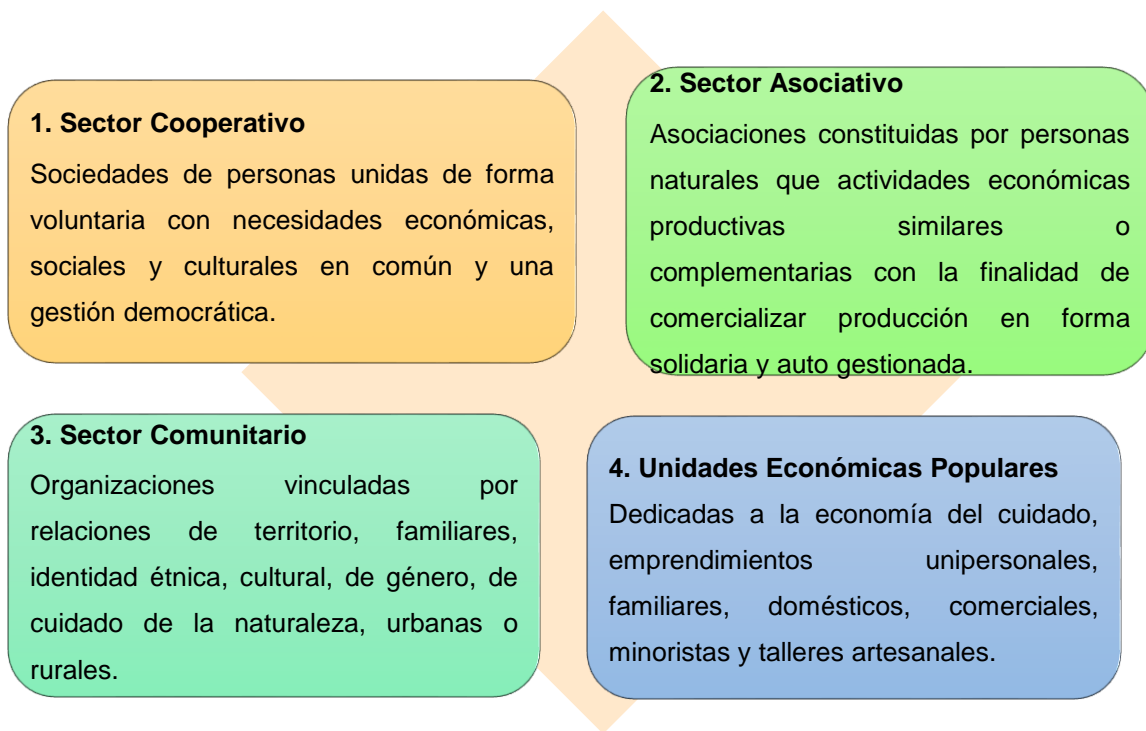 1. Sector Cooperativo
Sociedades de personas unidas de forma
voluntaria con necesidades económicas,
sociales y culturales en común y una
gestión democrática.
2. Sector Asociativo
Asociaciones constituidas por personas
naturales que actividades económicas
productivas similares o
complementarias con la finalidad de
comercializar producción en forma
solidaria y auto gestionada.
3. Sector Comunitario
Organizaciones vinculadas por
relaciones de territorio, familiares,
identidad étnica, cultural, de género, de
cuidado de la naturaleza, urbanas o
rurales.
4. Unidades Económicas Populares
Dedicadas a la economía del cuidado,
emprendimientos unipersonales,
familiares, domésticos, comerciales,
minoristas y talleres artesanales.